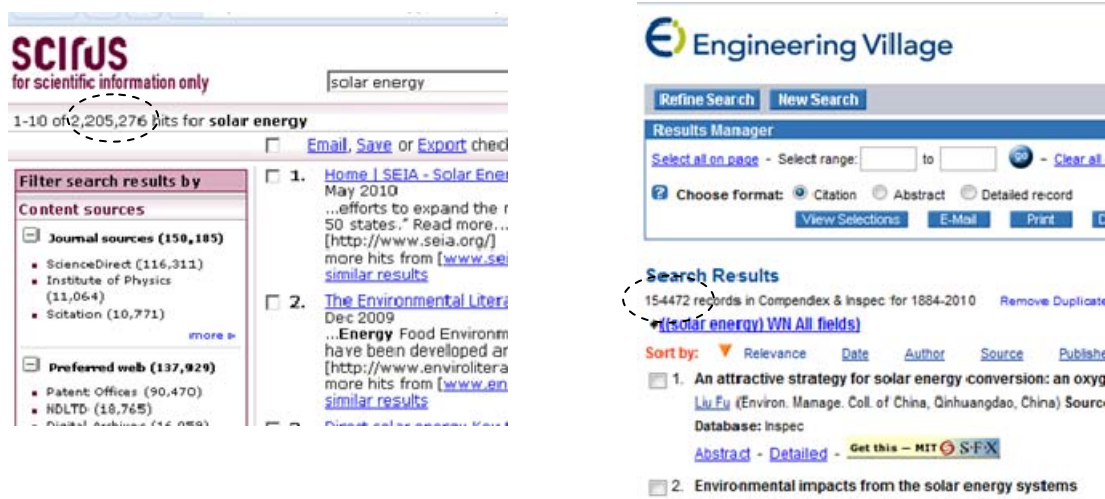 scirus
for scientific information only
solar energy
1-10 of 2,205,276 hits for solar energy
Email, Save or Export chec
Filter search results by
Content sources
Journal sources (150,185)
ScienceDirect (116,311)
Institute of Physics
(11,064)
Scitation (10,771)
more
Preferred web (137,929)
Patent Offices (90,470)
NDLTD (18,765)
1. Home | SEIA - Solar Ener
May 2010
...efforts to expand the r
50 states." Read more...
[http://www.seia.org/]
more hits from [www.sei
similar results
2. The Environmental Litera
Dec 2009
...Energy Food Environm
have been developed ar
[http://www.enviroliterac
more hits from [www.en
similar results
Ei Engineering Village
Refine Search New Search
Results Manager
Select all on page - Select range: to GO - Clear all
Choose format: Citation Abstract Detailed record
View Selections E-Mail Print D
Search Results
154472 records in Compendex & Inspec for 1884-2010 Remove Duplicate
((solar energy) WN All fields)
Sort by: Relevance Date Author Source Publishe
1. An attractive strategy for solar energy conversion: an oxyg
Liu Fu (Environ. Manage. Coll. of China, Qinhuangdao, China) Source
Database: Inspec
Abstract - Detailed - Get this – MIT S·F·X
2. Environmental impacts from the solar energy systems